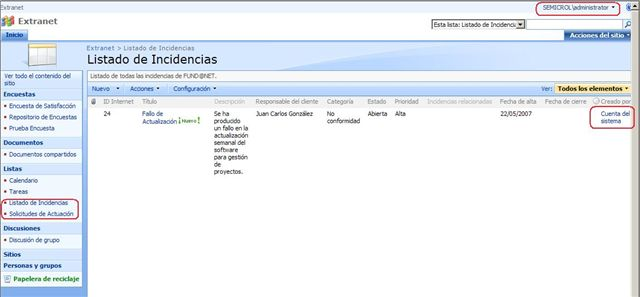 Extranet
SEMICROL\administrator
Extranet
Esta lista: Listado de Incidencia
Inicio
Acciones del sitio
Extranet > Listado de Incidencias
Listado de Incidencias
Ver todo el contenido del sitio
Encuestas
Encuesta de Satisfacción
Repositorio de Encuestas
Prueba Encuesta
Documentos
Documentos compartidos
Listas
Calendario
Tareas
Listado de Incidencias
Solicitudes de Actuación
Discusiones
Discusión de grupo
Sitios
Personas y grupos
Papelera de reciclaje
Listado de todas las incidencias de FUND@NET.
Nuevo Acciones Configuración Ver: Todos los elementos
ID Internet Título Descripción Responsable del cliente Categoría Estado Prioridad Incidencias relacionadas Fecha de alta Fecha de cierre Creado por
24 Fallo de Actualización ! Nuevo Se ha producido un fallo en la actualización semanal del software para gestión de proyectos. Juan Carlos González No conformidad Abierta Alta 22/05/2007 Cuenta del sistema